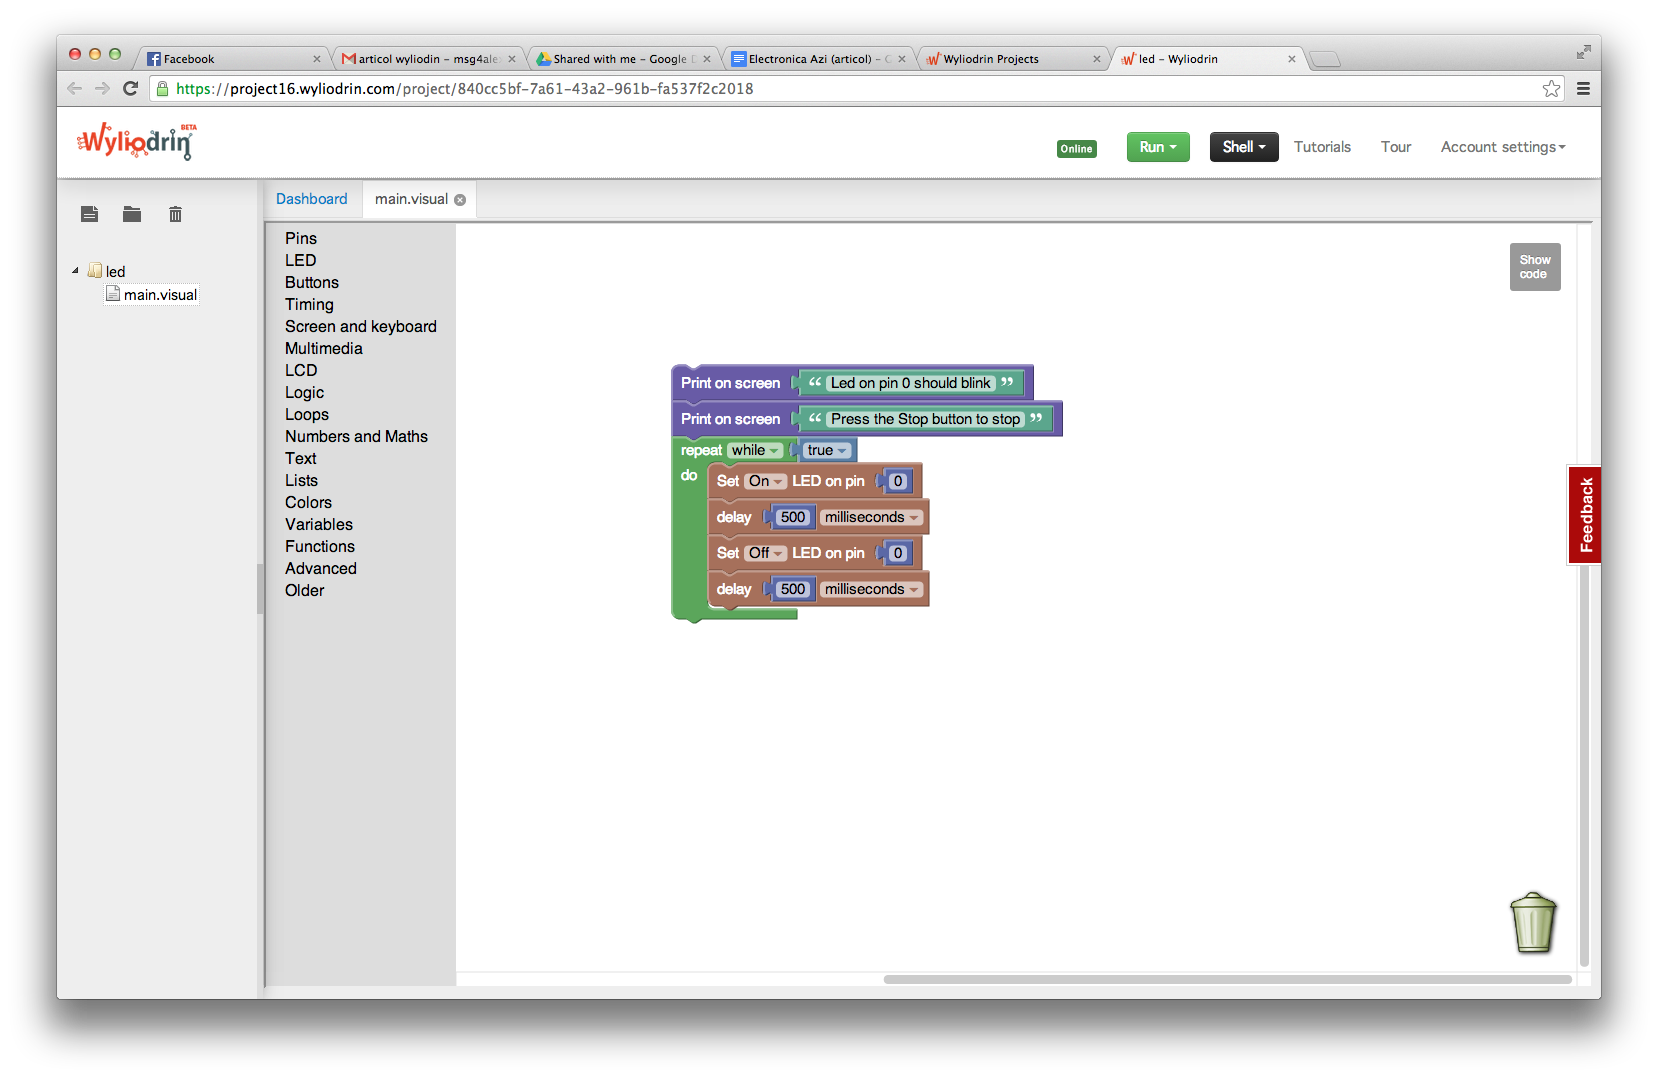 Facebook
articol wyliodin – msg4ale
Shared with me – Google D
Electronica Azi (articol) – G
Wyliodrin Projects
led – Wyliodrin
https://project16.wyliodrin.com/project/840cc5bf-7a61-43a2-961b-fa537f2c2018
Wyliodrin BETA
Online
Run
Shell
Tutorials
Tour
Account settings
Dashboard
main.visual
led
main.visual
Pins
LED
Buttons
Timing
Screen and keyboard
Multimedia
LCD
Logic
Loops
Numbers and Maths
Text
Lists
Colors
Variables
Functions
Advanced
Older
Show
code
Print on screen “ Led on pin 0 should blink ”
Print on screen “ Press the Stop button to stop ”
repeat while true
do Set On LED on pin 0
delay 500 milliseconds
Set Off LED on pin 0
delay 500 milliseconds
Feedback